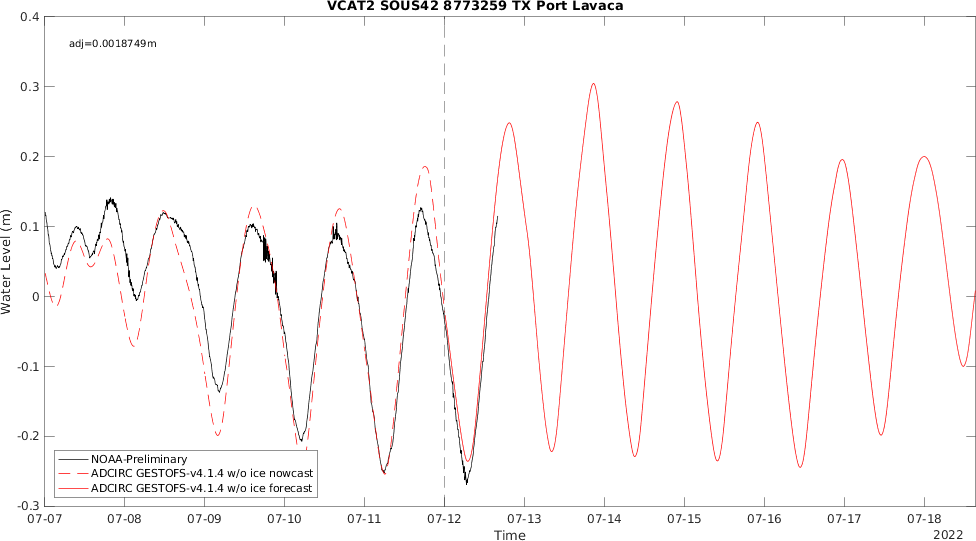 VCAT2 SOUS42 8773259 TX Port Lavaca
adj=0.0018749m
Water Level (m)
0.4
0.3
0.2
0.1
0
-0.1
-0.2
-0.3
NOAA-Preliminary
ADCIRC GESTOFS-v4.1.4 w/o ice nowcast
ADCIRC GESTOFS-v4.1.4 w/o ice forecast
07-07 07-08 07-09 07-10 07-11 07-12 07-13 07-14 07-15 07-16 07-17 07-18
Time
2022